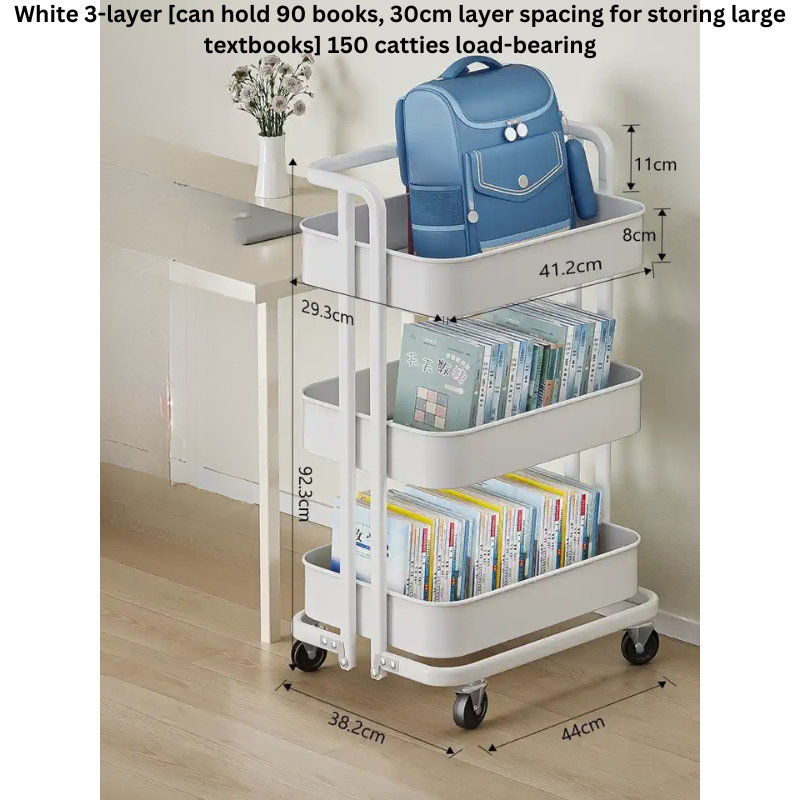 White 3-layer [can hold 90 books, 30cm layer spacing for storing large
textbooks] 150 catties load-bearing
11cm
8cm
41.2cm
29.3cm
92.3cm
38.2cm
44cm